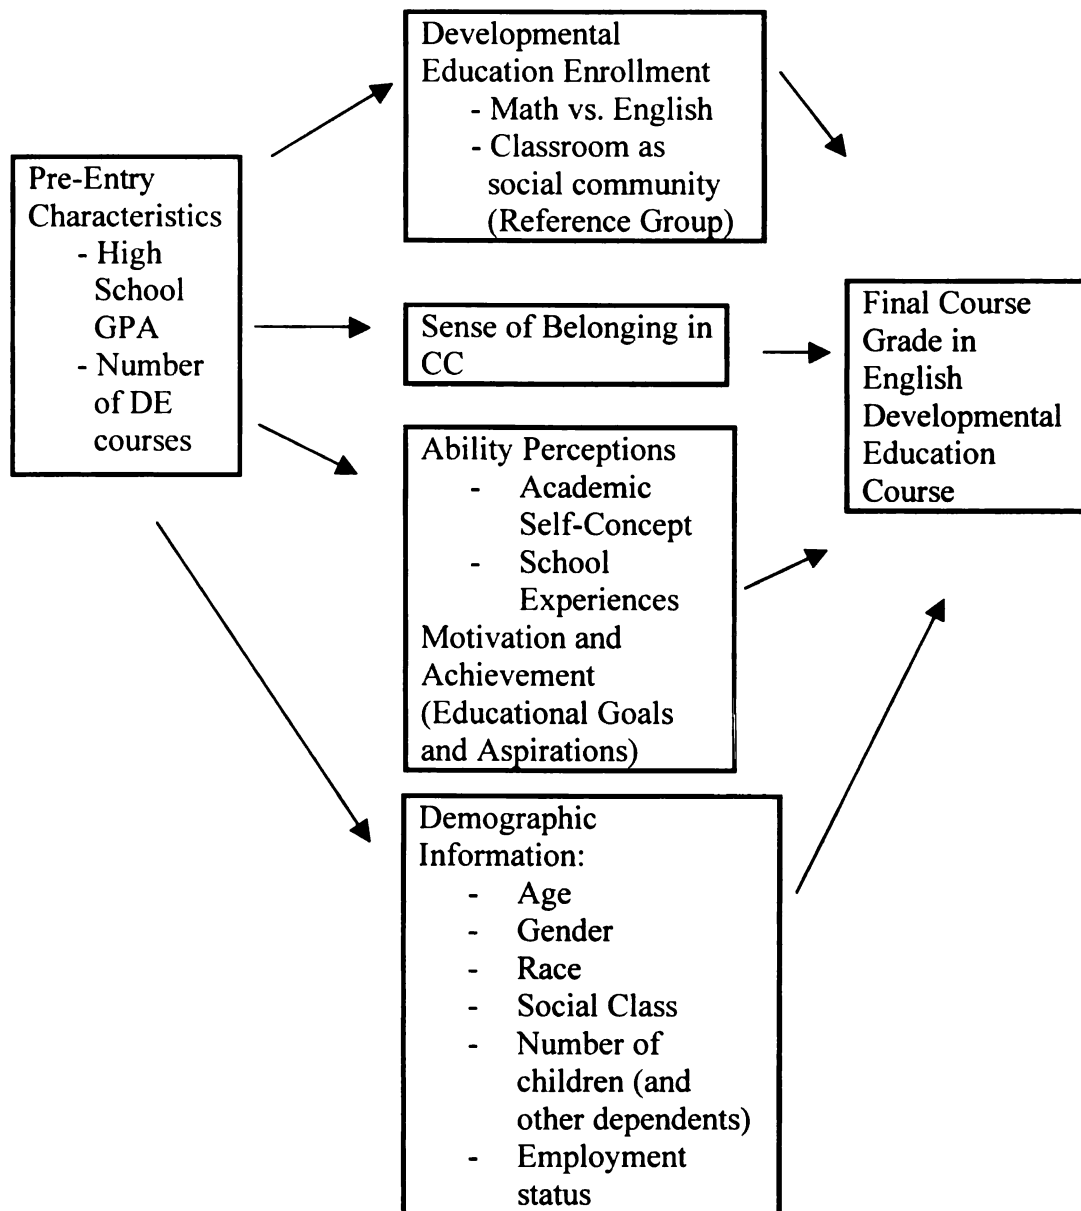 Developmental
Education Enrollment
- Math vs. English
- Classroom as
social community
(Reference Group)
Pre-Entry
Characteristics
- High
School
GPA
- Number
of DE
courses
Sense of Belonging in
CC
Ability Perceptions
- Academic
Self-Concept
- School
Experiences
Motivation and
Achievement
(Educational Goals
and Aspirations)
Demographic
Information:
- Age
- Gender
- Race
- Social Class
- Number of
children (and
other dependents)
- Employment
status
Final Course
Grade in
English
Developmental
Education
Course